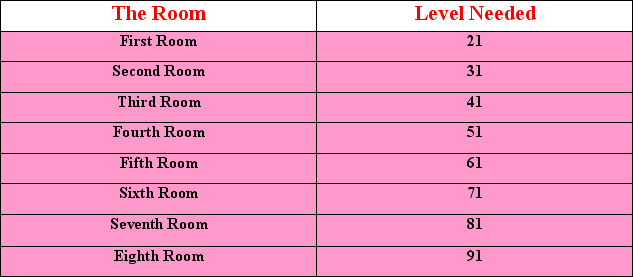 The Room Level Needed
First Room 21
Second Room 31
Third Room 41
Fourth Room 51
Fifth Room 61
Sixth Room 71
Seventh Room 81
Eighth Room 91